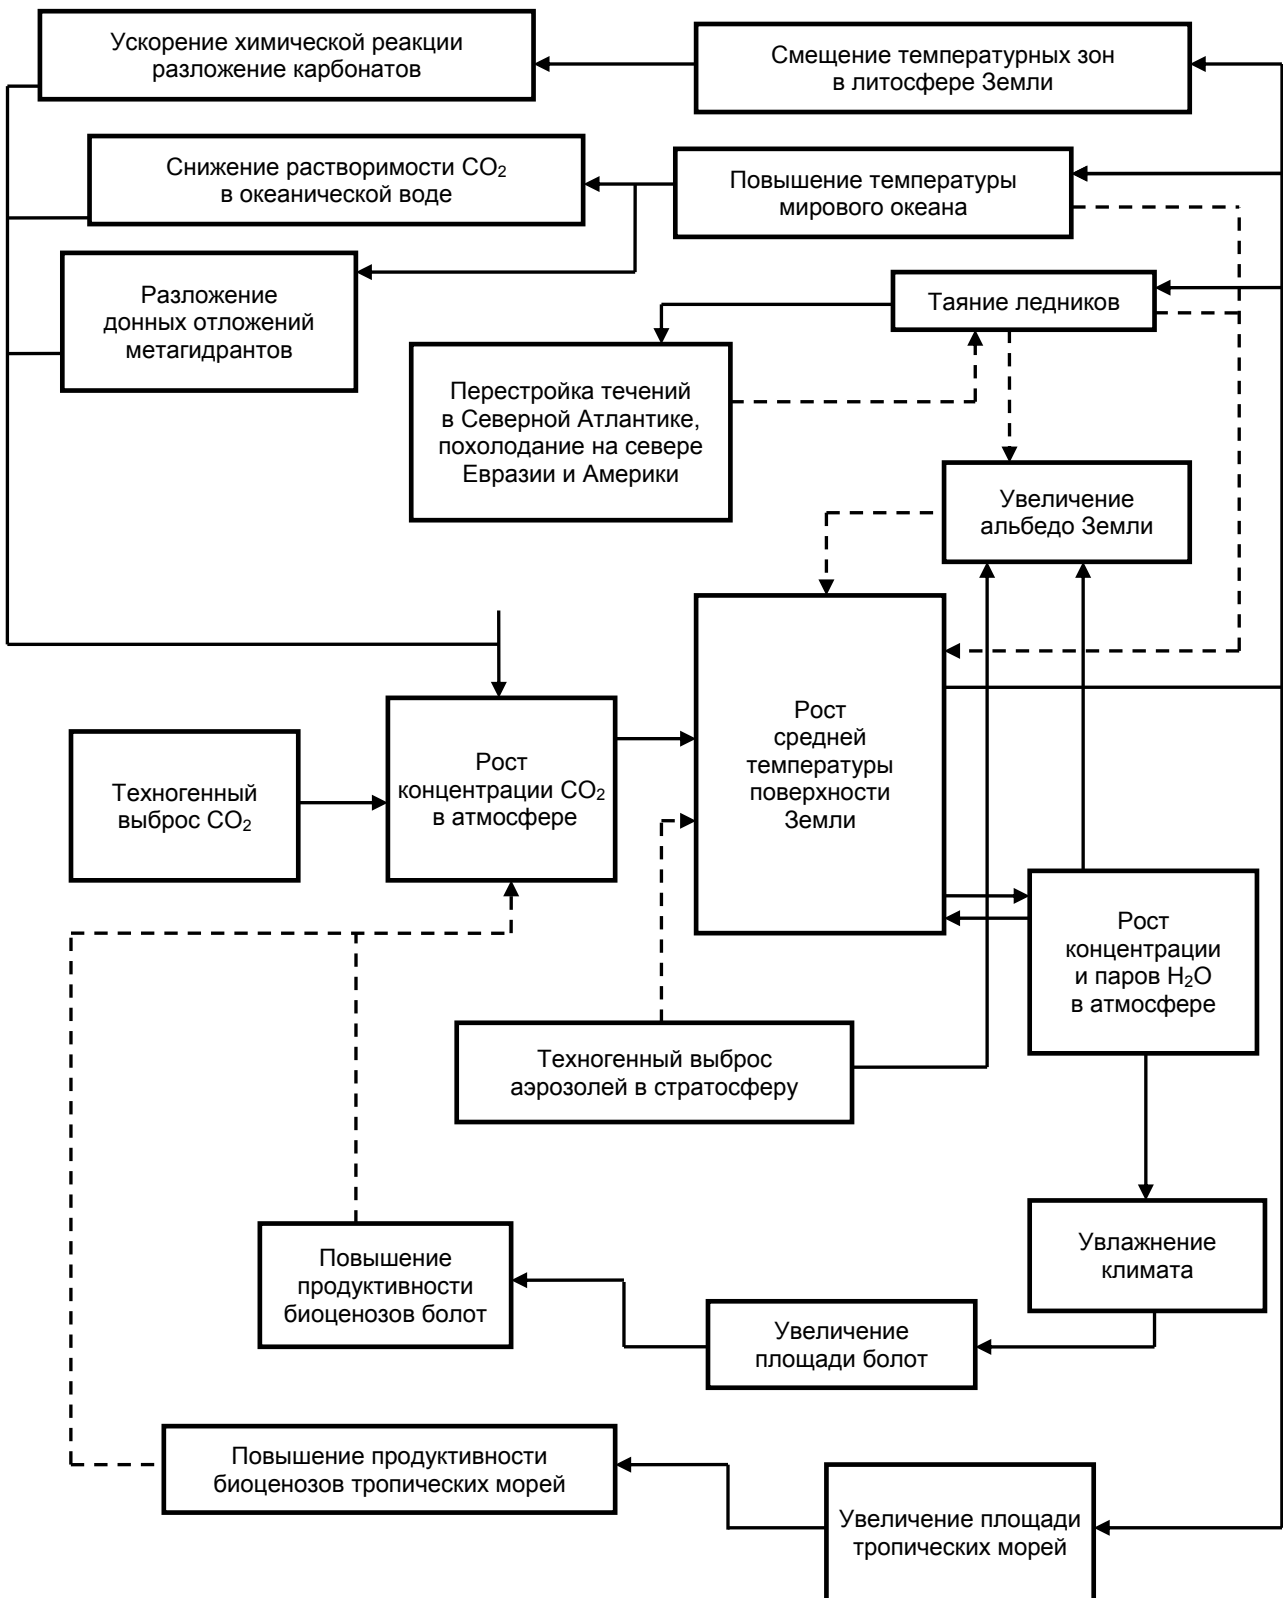 Ускорение химической реакции
разложение карбонатов
Смещение температурных зон
в литосфере Земли
Снижение растворимости CO₂
в океанической воде
Повышение температуры
мирового океана
Разложение
донных отложений
метагидрантов
Таяние ледников
Перестройка течений
в Северной Атлантике,
похолодание на севере
Евразии и Америки
Увеличение
альбедо Земли
Техногенный
выброс CO₂
Рост
концентрации CO₂
в атмосфере
Рост
средней
температуры
поверхности
Земли
Рост
концентрации
и паров H₂O
в атмосфере
Техногенный выброс
аэрозолей в стратосферу
Увлажнение
климата
Повышение
продуктивности
биоценозов болот
Увеличение
площади болот
Повышение продуктивности
биоценозов тропических морей
Увеличение площади
тропических морей